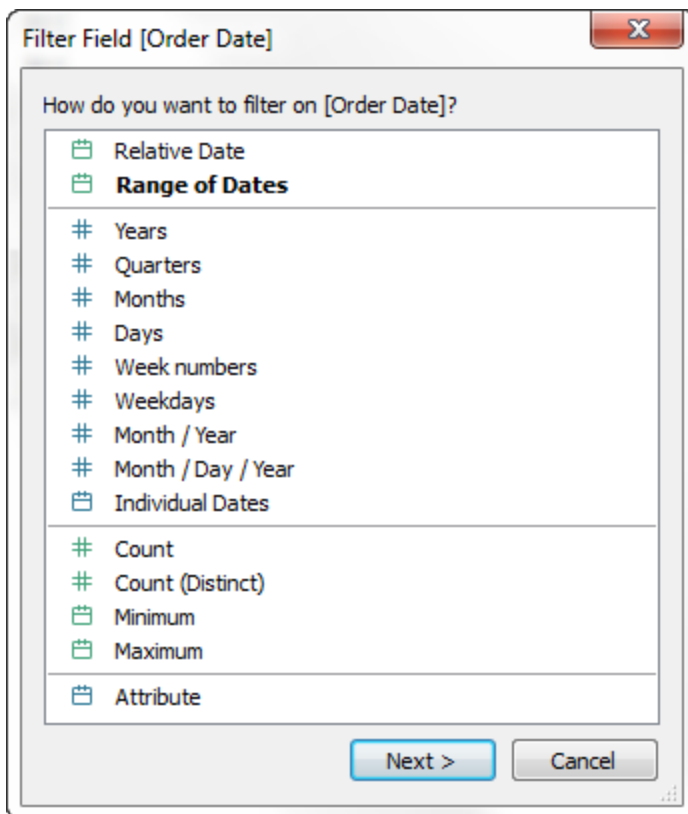 Filter Field [Order Date]
How do you want to filter on [Order Date]?
Relative Date
Range of Dates
Years
Quarters
Months
Days
Week numbers
Weekdays
Month / Year
Month / Day / Year
Individual Dates
Count
Count (Distinct)
Minimum
Maximum
Attribute
Next >
Cancel